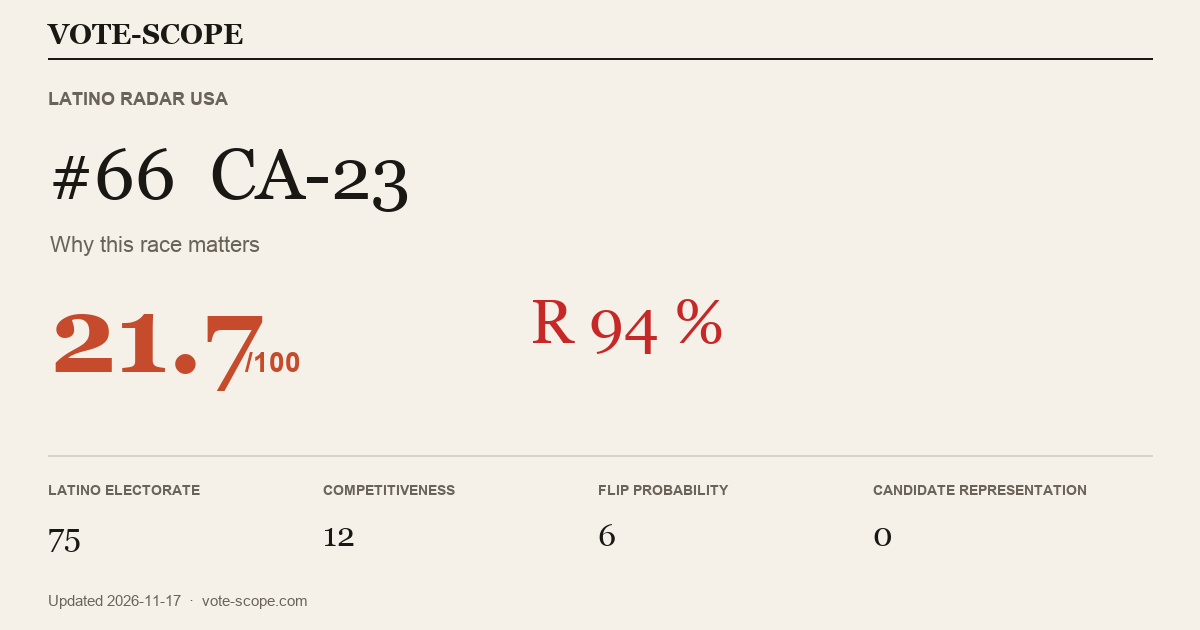 VOTE-SCOPE
LATINO RADAR USA
#66 CA-23
Why this race matters
21.7/100
R 94 %
LATINO ELECTORATE
COMPETITIVENESS
FLIP PROBABILITY
CANDIDATE REPRESENTATION
75
12
6
0
Updated 2026-11-17 · vote-scope.com